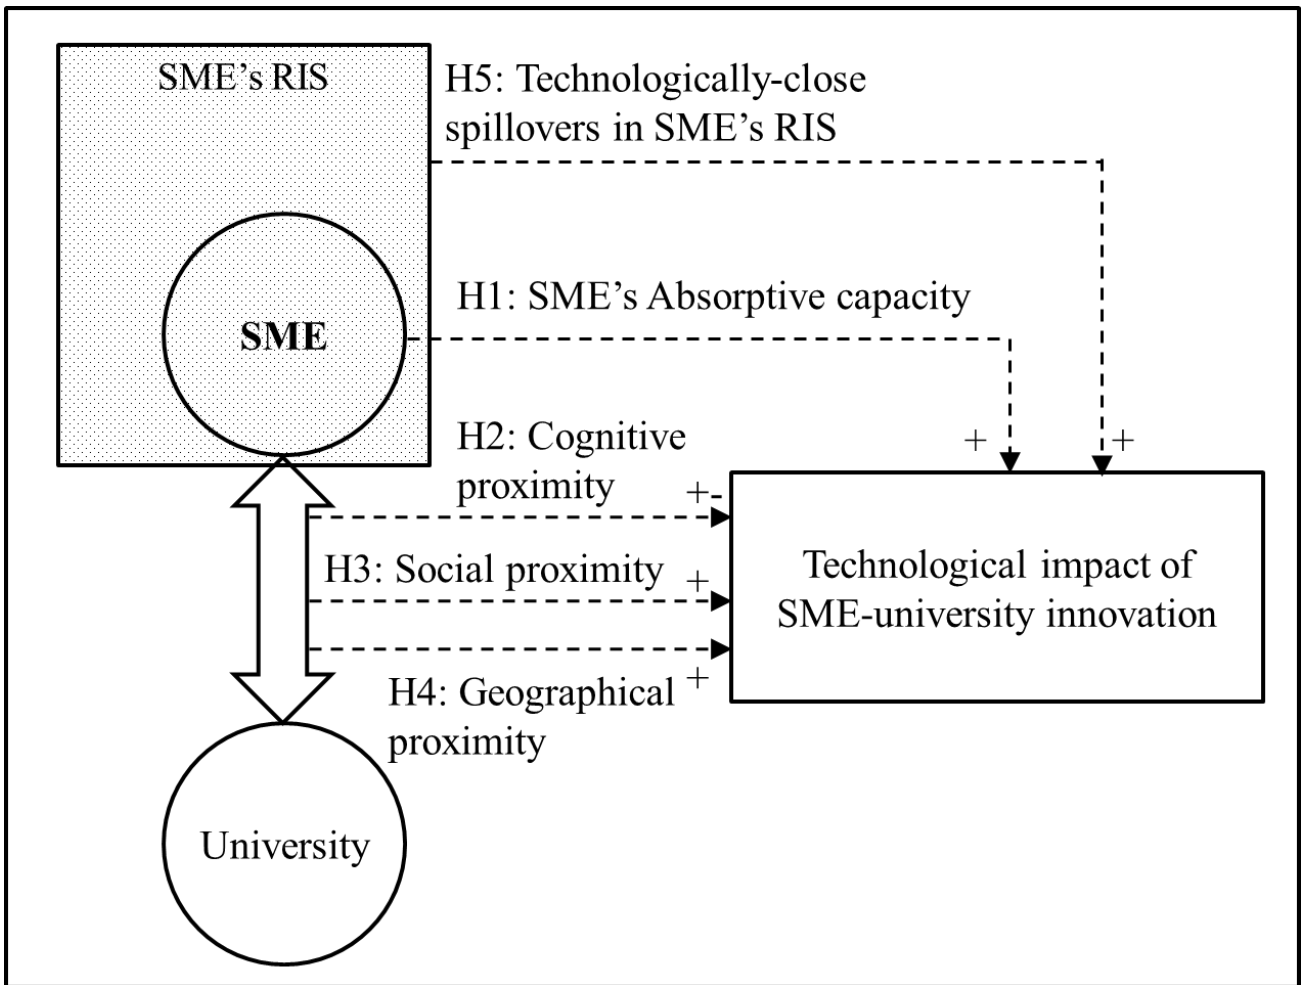 SME's RIS
H5: Technologically-close
spillovers in SME's RIS
H1: SME's Absorptive capacity
SME
+
+
H2: Cognitive
proximity
+-
H3: Social proximity
+
Technological impact of
SME-university innovation
H4: Geographical
proximity
+
University